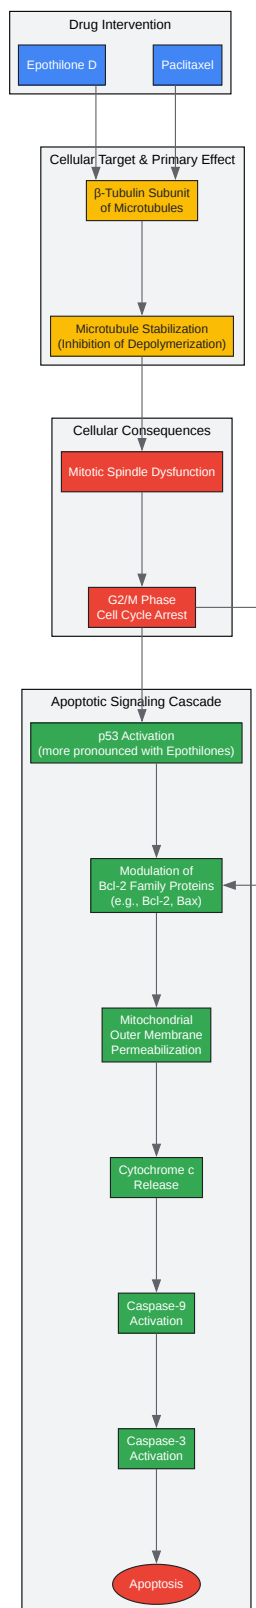 Drug Intervention
Epothilone D
Paclitaxel
Cellular Target & Primary Effect
β-Tubulin Subunit
of Microtubules
Microtubule Stabilization
(Inhibition of Depolymerization)
Cellular Consequences
Mitotic Spindle Dysfunction
G2/M Phase
Cell Cycle Arrest
Apoptotic Signaling Cascade
p53 Activation
(more pronounced with Epothilones)
Modulation of
Bcl-2 Family Proteins
(e.g., Bcl-2, Bax)
Mitochondrial
Outer Membrane
Permeabilization
Cytochrome c
Release
Caspase-9
Activation
Caspase-3
Activation
Apoptosis